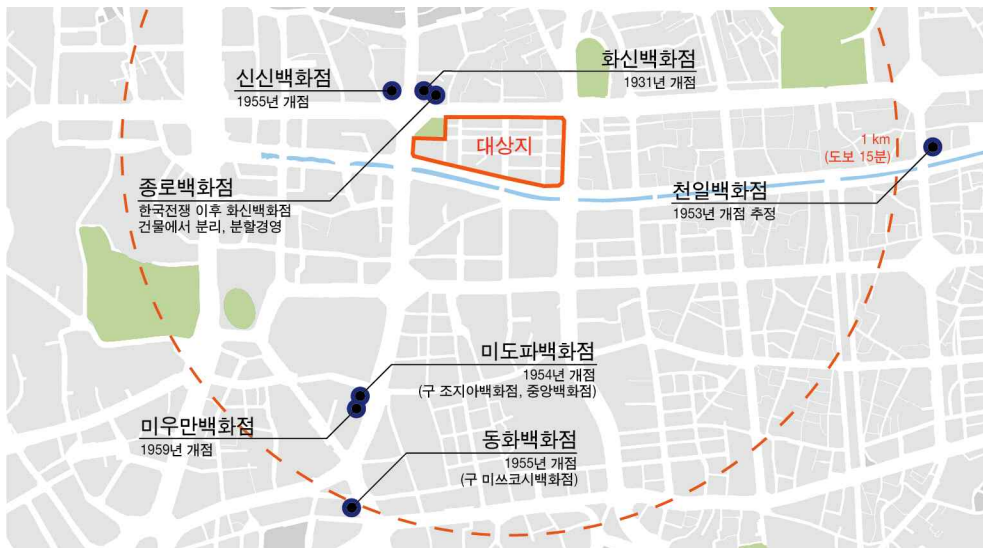 신신백화점
1955년 개점
화신백화점
1931년 개점
대상지
1 km
(도보 15분)
종로백화점
한국전쟁 이후 화신백화점
건물에서 분리, 분할경영
천일백화점
1953년 개점 추정
미도파백화점
1954년 개점
(구 조지아백화점, 중앙백화점)
미우만백화점
1959년 개점
동화백화점
1955년 개점
(구 미쓰코시백화점)